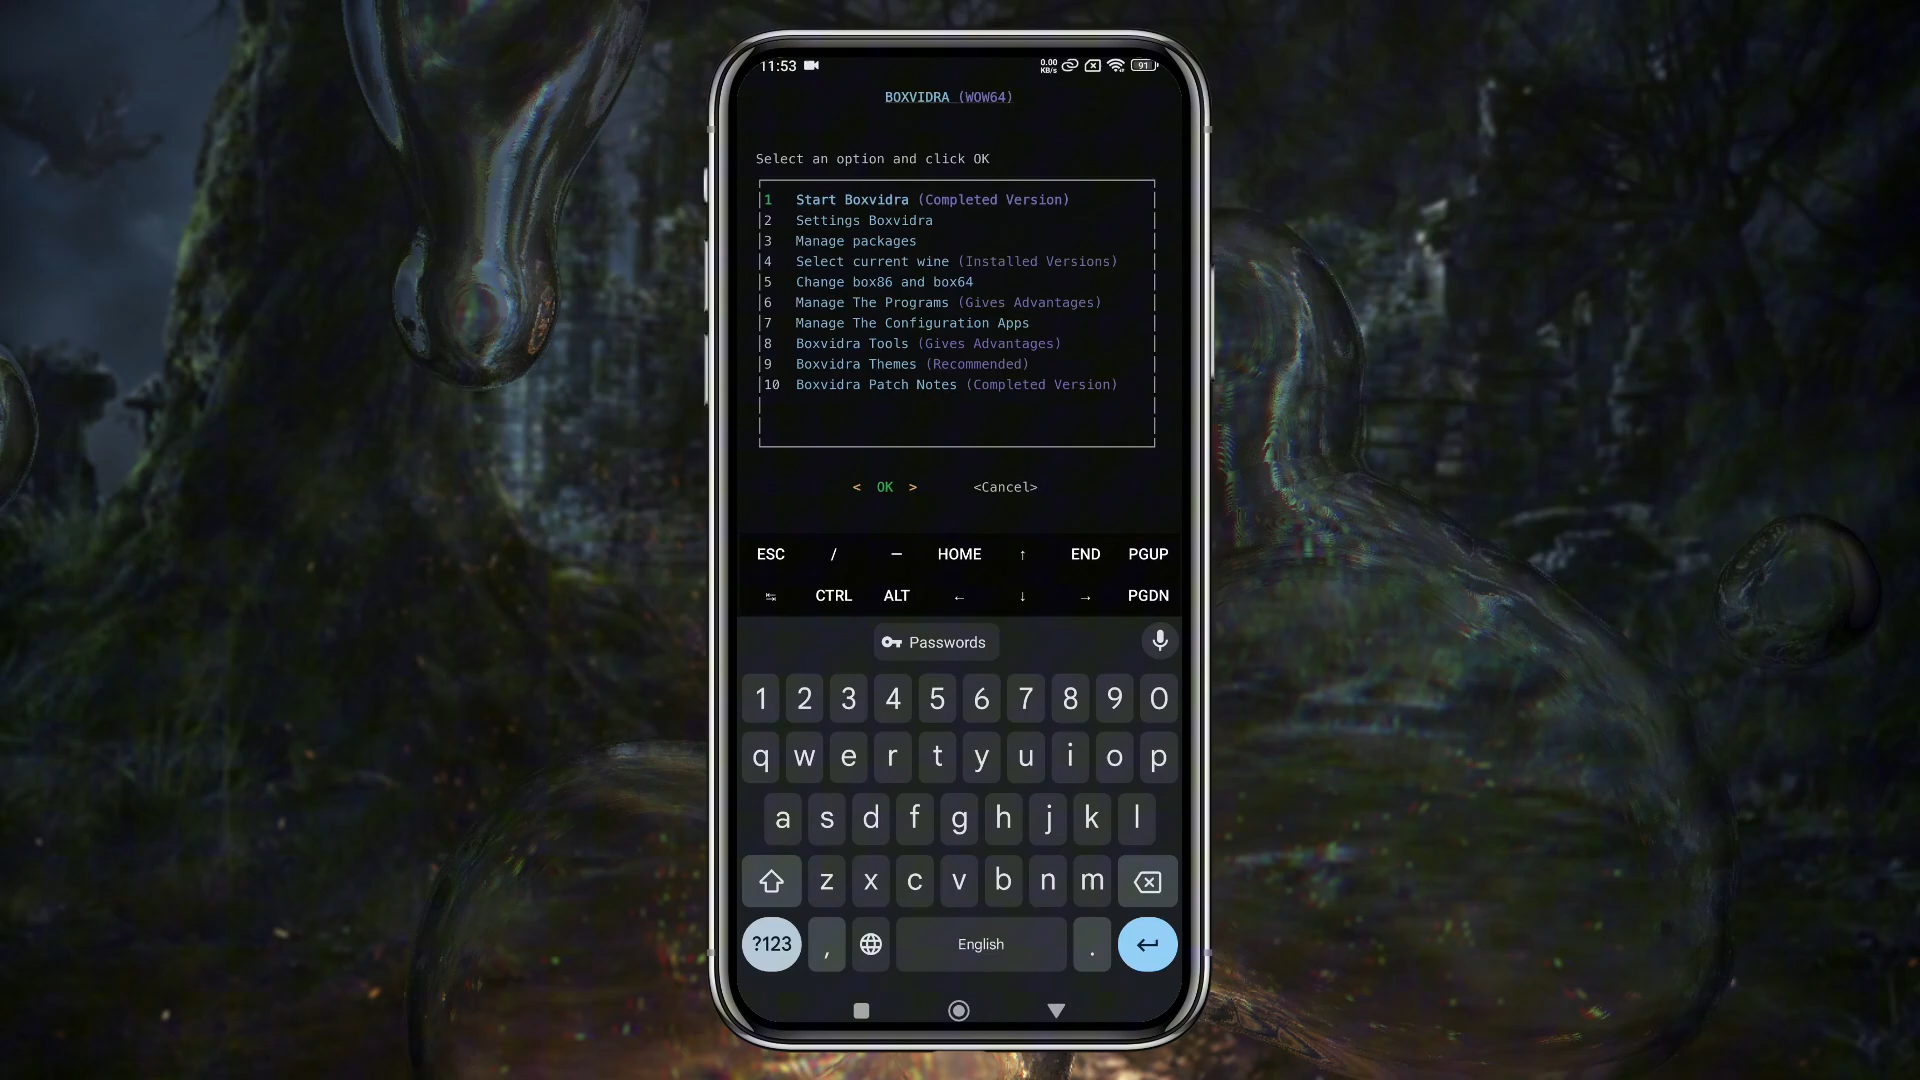 11:53 0.00 KB/s 91
BOXVIDRA (WOW64)
Select an option and click OK
1 Start Boxvidra (Completed Version)
2 Settings Boxvidra
3 Manage packages
4 Select current wine (Installed Versions)
5 Change box86 and box64
6 Manage The Programs (Gives Advantages)
7 Manage The Configuration Apps
8 Boxvidra Tools (Gives Advantages)
9 Boxvidra Themes (Recommended)
10 Boxvidra Patch Notes (Completed Version)
< OK > <Cancel>
ESC / — HOME ↑ END PGUP
↹ CTRL ALT ← ↓ → PGDN
Passwords
1 2 3 4 5 6 7 8 9 0
q w e r t y u i o p
a s d f g h j k l
z x c v b n m
?123 , English .